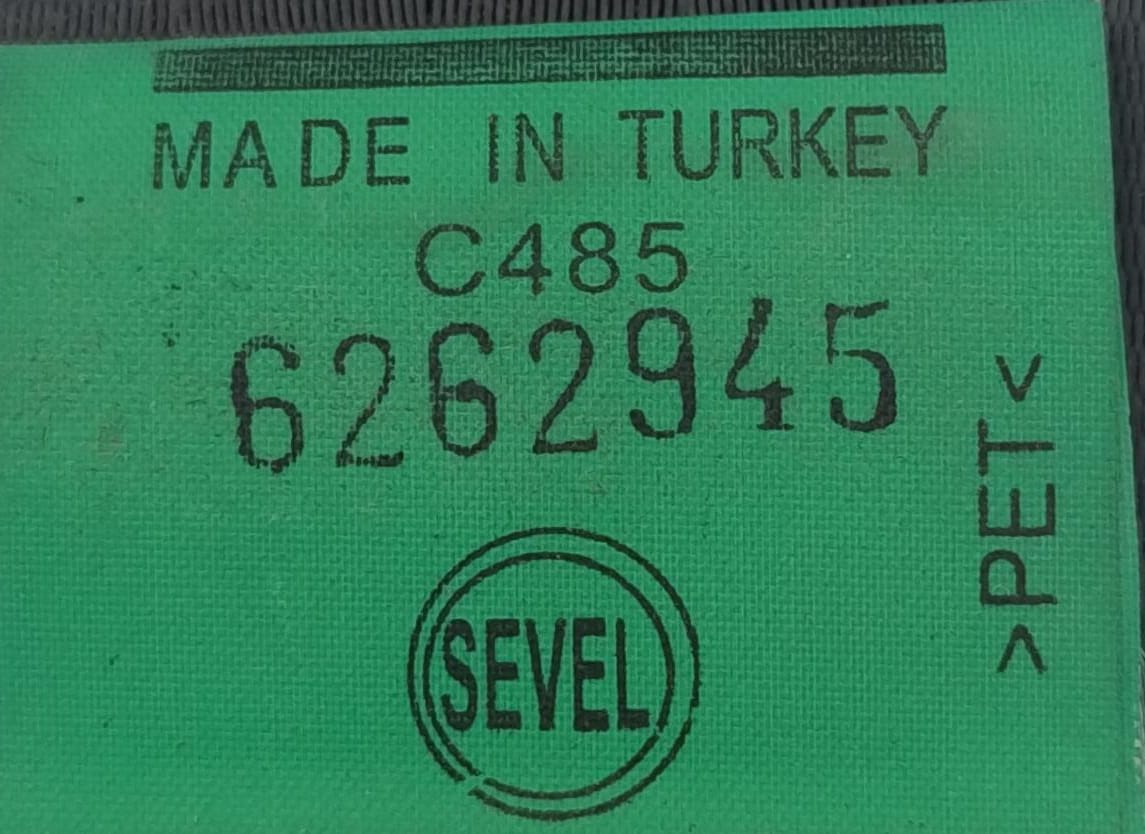 MADE IN TURKEY
C485
6262945
>PET<
SEVEL